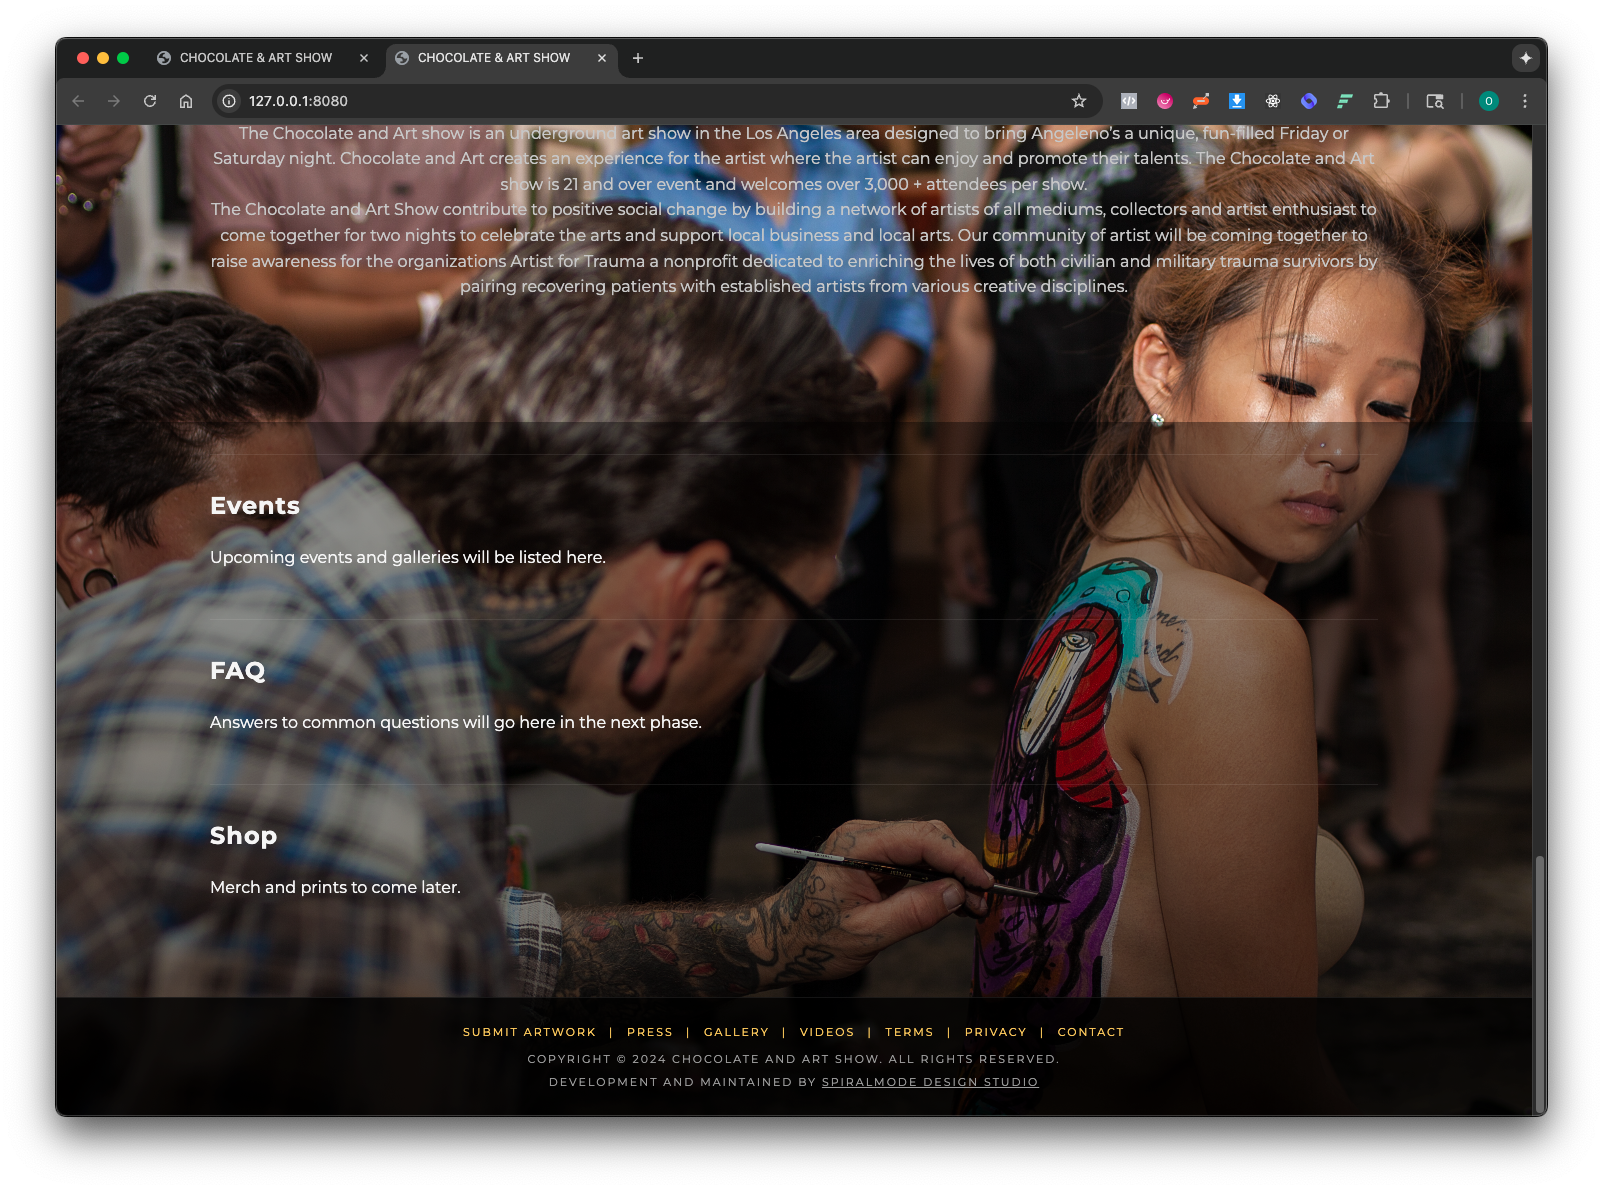 CHOCOLATE & ART SHOW
CHOCOLATE & ART SHOW
127.0.0.1:8080
The Chocolate and Art show is an underground art show in the Los Angeles area designed to bring Angeleno's a unique, fun-filled Friday or
Saturday night. Chocolate and Art creates an experience for the artist where the artist can enjoy and promote their talents. The Chocolate and Art
show is 21 and over event and welcomes over 3,000 + attendees per show.
The Chocolate and Art Show contribute to positive social change by building a network of artists of all mediums, collectors and artist enthusiast to
come together for two nights to celebrate the arts and support local business and local arts. Our community of artist will be coming together to
raise awareness for the organizations Artist for Trauma a nonprofit dedicated to enriching the lives of both civilian and military trauma survivors by
pairing recovering patients with established artists from various creative disciplines.
Events
Upcoming events and galleries will be listed here.
FAQ
Answers to common questions will go here in the next phase.
Shop
Merch and prints to come later.
SUBMIT ARTWORK | PRESS | GALLERY | VIDEOS | TERMS | PRIVACY | CONTACT
COPYRIGHT © 2024 CHOCOLATE AND ART SHOW. ALL RIGHTS RESERVED.
DEVELOPMENT AND MAINTAINED BY SPIRALMODE DESIGN STUDIO